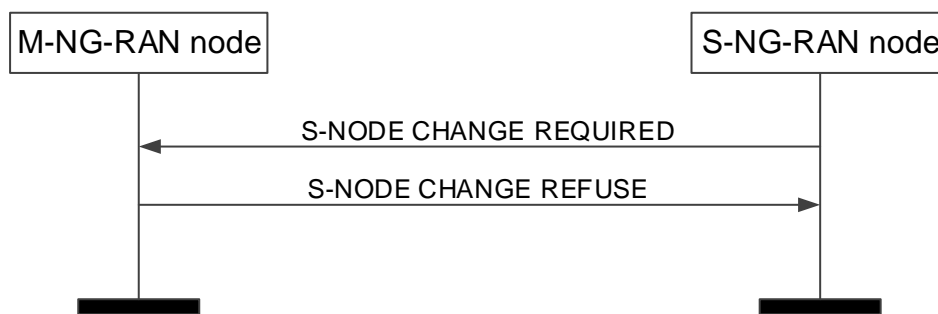 M-NG-RAN node
S-NG-RAN node
S-NODE CHANGE REQUIRED
S-NODE CHANGE REFUSE